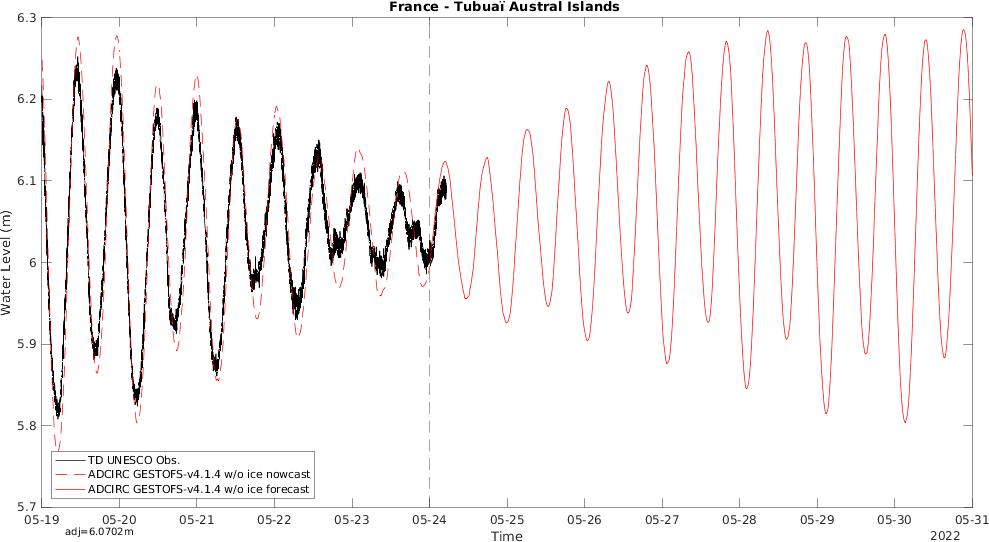 France - Tubuaï Austral Islands
Water Level (m)
6.3
6.2
6.1
6
5.9
5.8
5.7
TD UNESCO Obs.
ADCIRC GESTOFS-v4.1.4 w/o ice nowcast
ADCIRC GESTOFS-v4.1.4 w/o ice forecast
05-19 05-20 05-21 05-22 05-23 05-24 05-25 05-26 05-27 05-28 05-29 05-30 05-31
adj=6.0702m
Time
2022